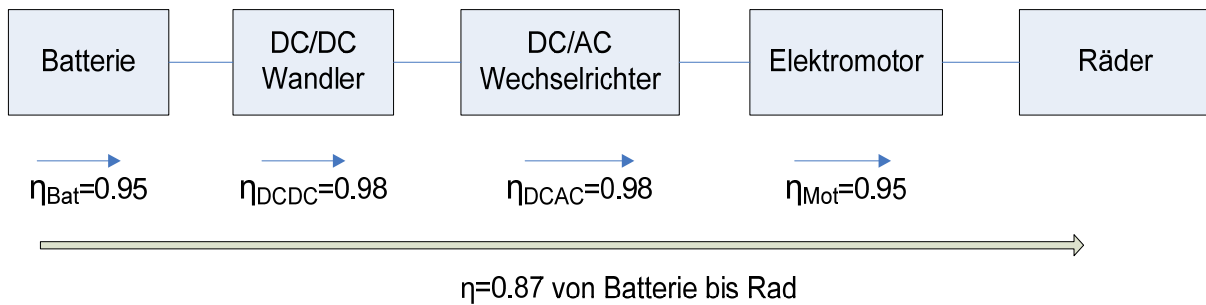 Batterie
DC/DC
Wandler
DC/AC
Wechselrichter
Elektromotor
Räder
ηBat=0.95
ηDCDC=0.98
ηDCAC=0.98
ηMot=0.95
η=0.87 von Batterie bis Rad